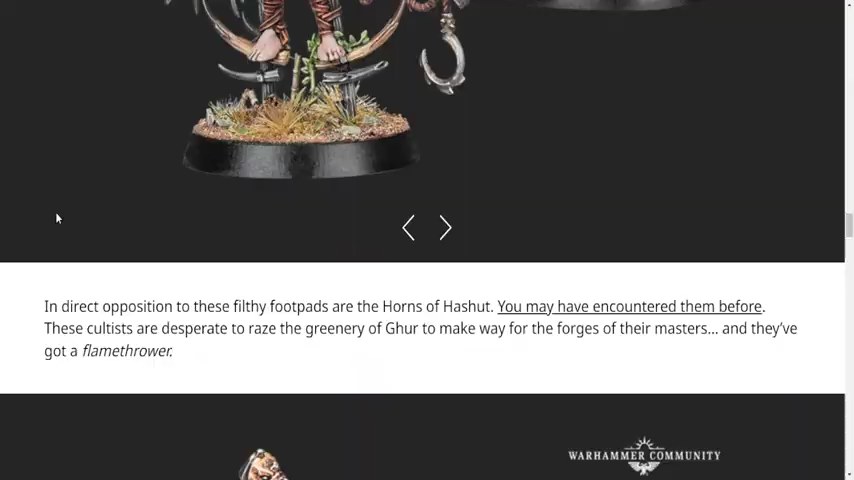 In direct opposition to these filthy footpads are the Horns of Hashut. You may have encountered them before.
These cultists are desperate to raze the greenery of Ghur to make way for the forges of their masters... and they've
got a flamethrower.
WARHAMMER COMMUNITY